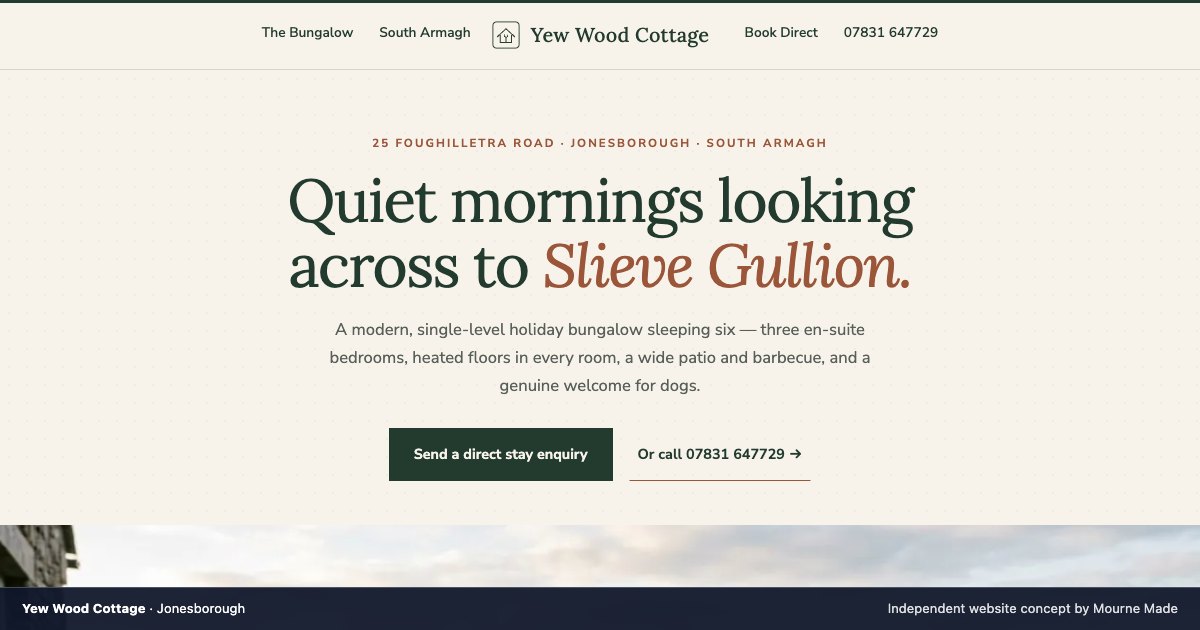 The Bungalow
South Armagh
Yew Wood Cottage
Book Direct
07831 647729
25 FOUGHILLETRA ROAD · JONESBOROUGH · SOUTH ARMAGH
Quiet mornings looking
across to Slieve Gullion.
A modern, single-level holiday bungalow sleeping six — three en-suite
bedrooms, heated floors in every room, a wide patio and barbecue, and a
genuine welcome for dogs.
Send a direct stay enquiry
Or call 07831 647729 →
Yew Wood Cottage · Jonesborough
Independent website concept by Mourne Made